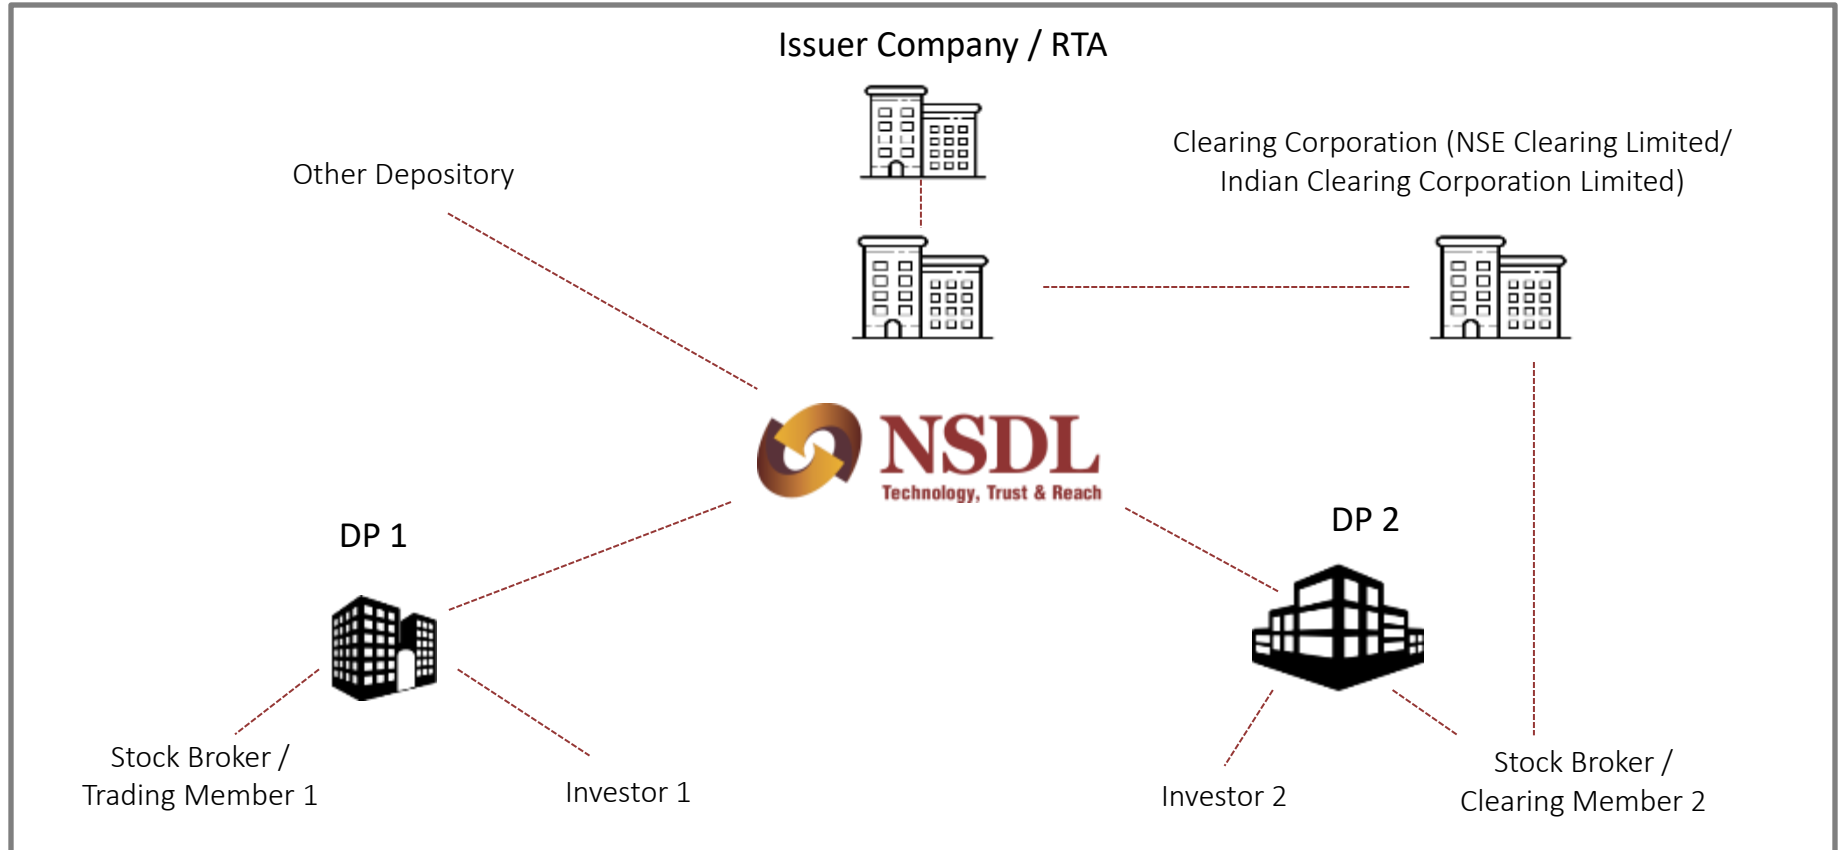 Issuer Company / RTA
Other Depository
Clearing Corporation (NSE Clearing Limited/
Indian Clearing Corporation Limited)
NSDL
Technology, Trust & Reach
DP 1
DP 2
Stock Broker /
Trading Member 1
Investor 1
Investor 2
Stock Broker /
Clearing Member 2